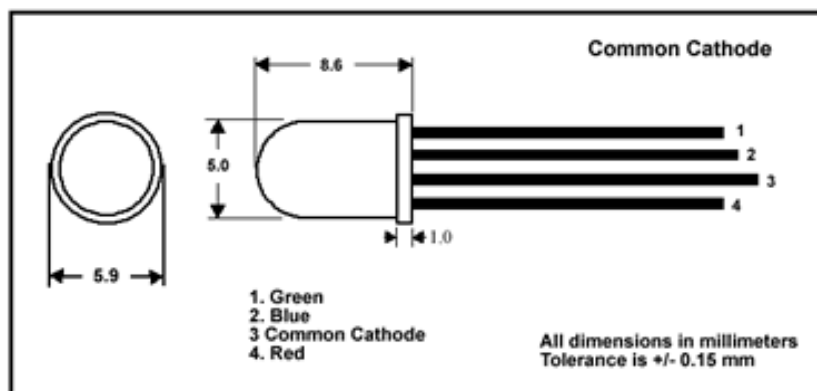 Common Cathode
8.6
5.0
5.9
1.0
1
2
3
4
1. Green
2. Blue
3 Common Cathode
4. Red
All dimensions in millimeters
Tolerance is +/- 0.15 mm